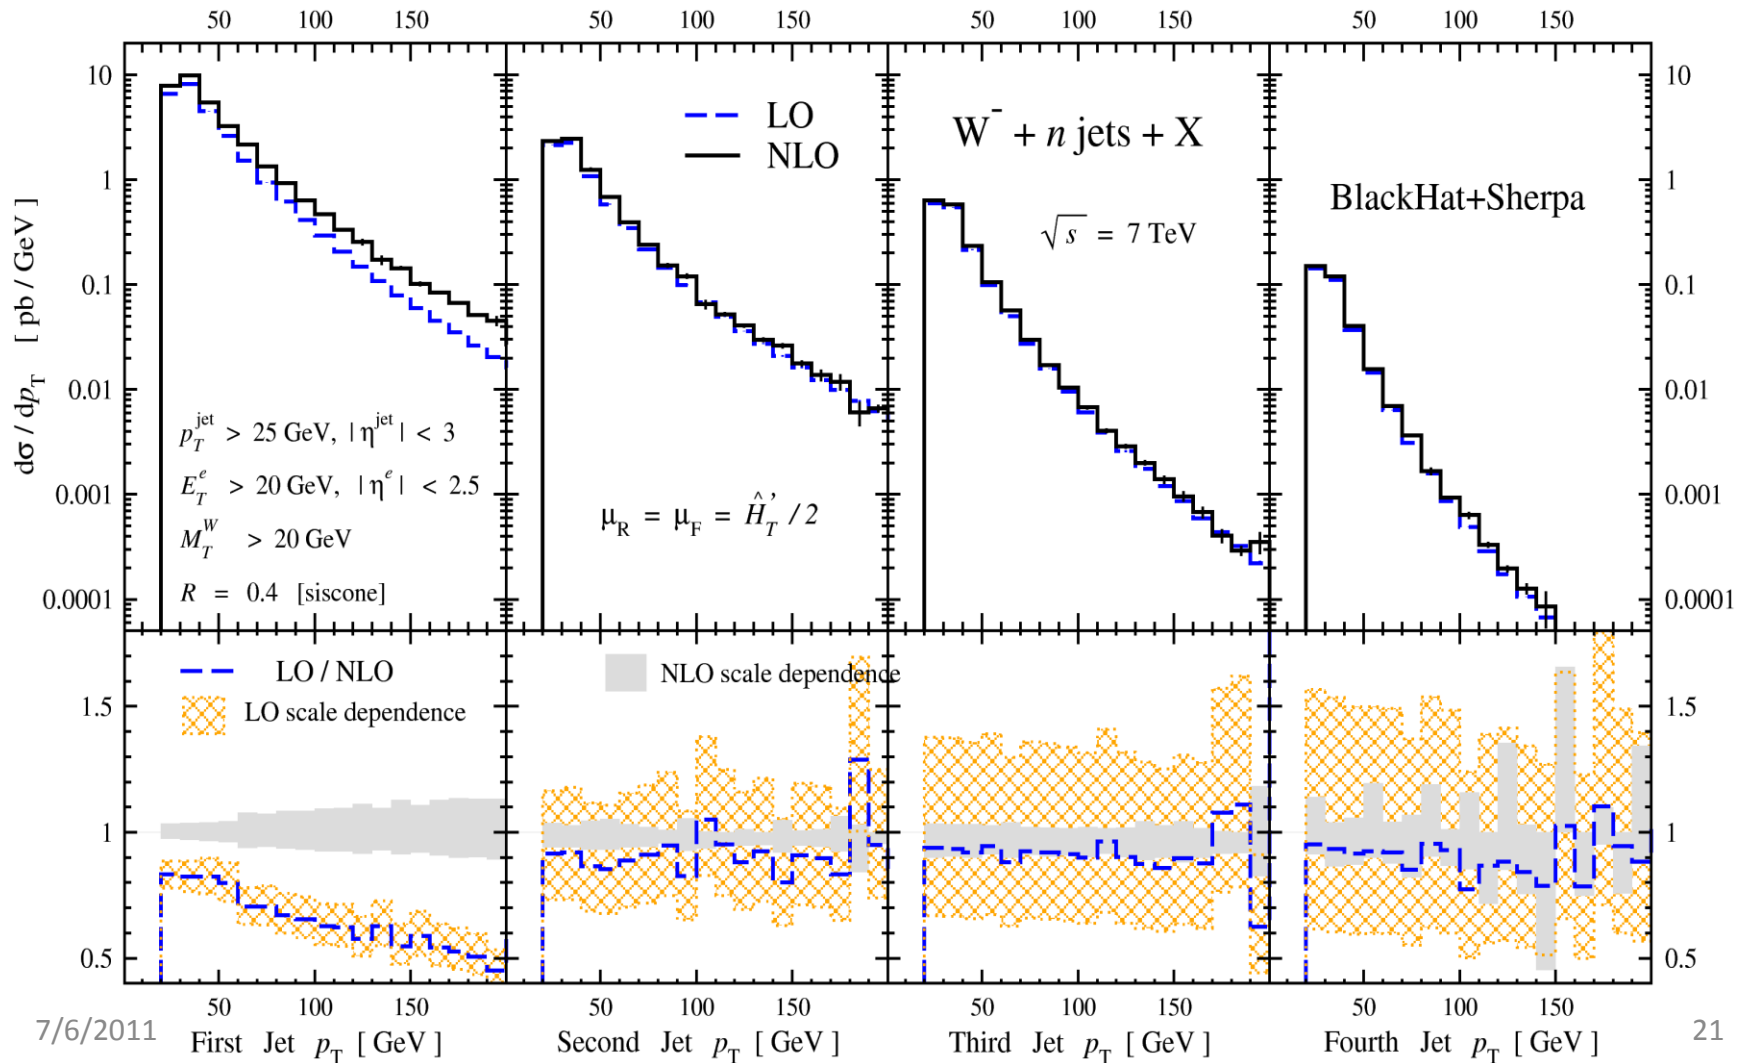 50 100 150 50 100 150 50 100 150 50 100 150
10
1
0.1
0.01
0.001
0.0001
dσ / dp_T [ pb / GeV ]
LO
NLO
W⁻ + n jets + X
√s = 7 TeV
BlackHat+Sherpa
p_T^jet > 25 GeV, | η^jet | < 3
E_T^e > 20 GeV, | η^e | < 2.5
M_T^W > 20 GeV
R = 0.4 [siscone]
μ_R = μ_F = Ĥ_T' / 2
10
1
0.1
0.01
0.001
0.0001
LO / NLO
LO scale dependence
NLO scale dependence
1.5
1
0.5
1.5
1
0.5
50 100 150 50 100 150 50 100 150 50 100 150
First Jet p_T [ GeV ]
Second Jet p_T [ GeV ]
Third Jet p_T [ GeV ]
Fourth Jet p_T [ GeV ]
7/6/2011
21